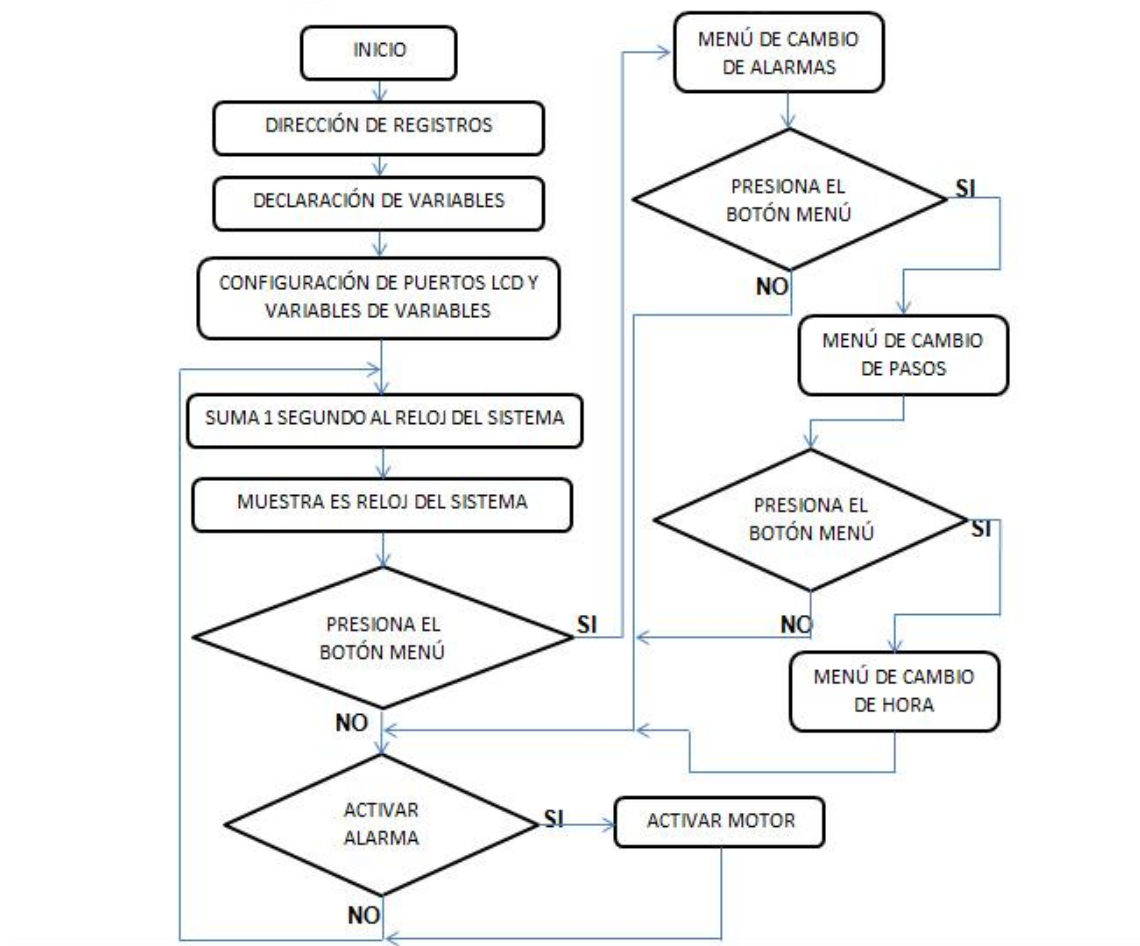 INICIO
DIRECCIÓN DE REGISTROS
DECLARACIÓN DE VARIABLES
CONFIGURACIÓN DE PUERTOS LCD Y
VARIABLES DE VARIABLES
SUMA 1 SEGUNDO AL RELOJ DEL SISTEMA
MUESTRA ES RELOJ DEL SISTEMA
PRESIONA EL
BOTÓN MENÚ
SI
NO
ACTIVAR
ALARMA
SI
ACTIVAR MOTOR
NO
MENÚ DE CAMBIO
DE ALARMAS
PRESIONA EL
BOTÓN MENÚ
SI
NO
MENÚ DE CAMBIO
DE PASOS
PRESIONA EL
BOTÓN MENÚ
SI
NO
MENÚ DE CAMBIO
DE HORA